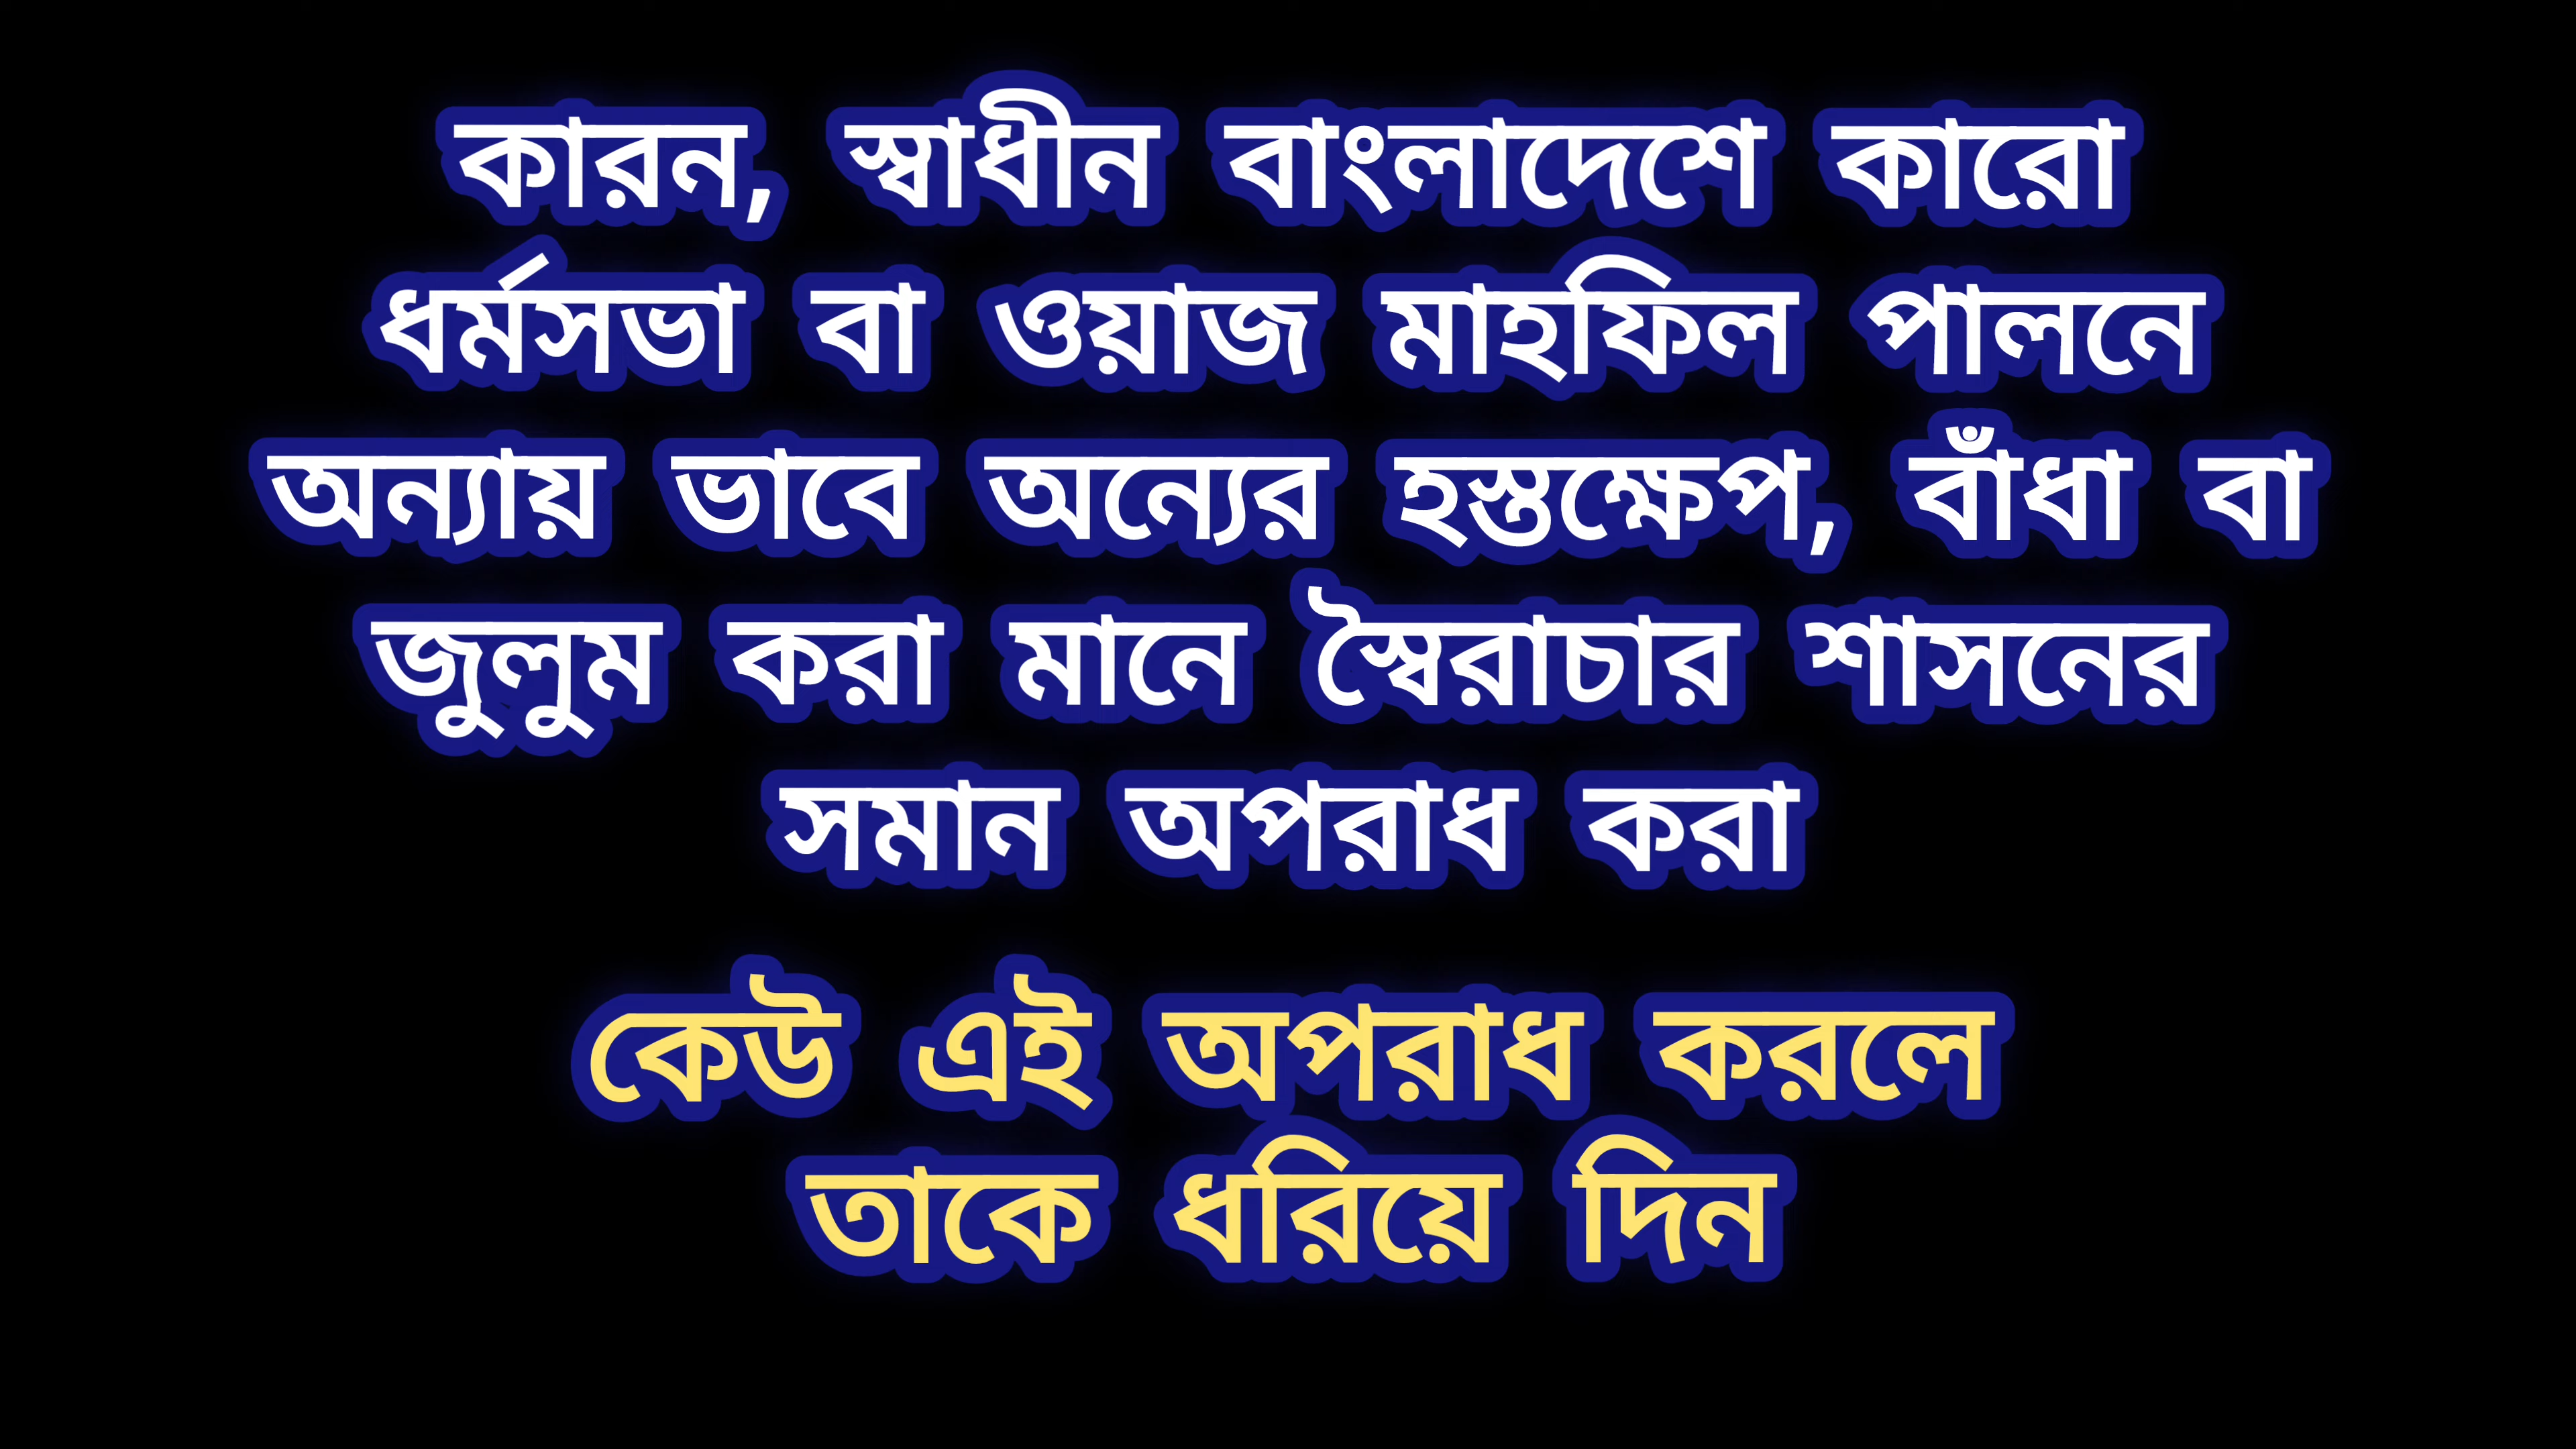 কারন, স্বাধীন বাংলাদেশে কারো
ধর্মসভা বা ওয়াজ মাহফিল পালনে
অন্যায় ভাবে অন্যের হস্তক্ষেপ, বাঁধা বা
জুলুম করা মানে স্বৈরাচার শাসনের
সমান অপরাধ করা
কেউ এই অপরাধ করলে
তাকে ধরিয়ে দিন